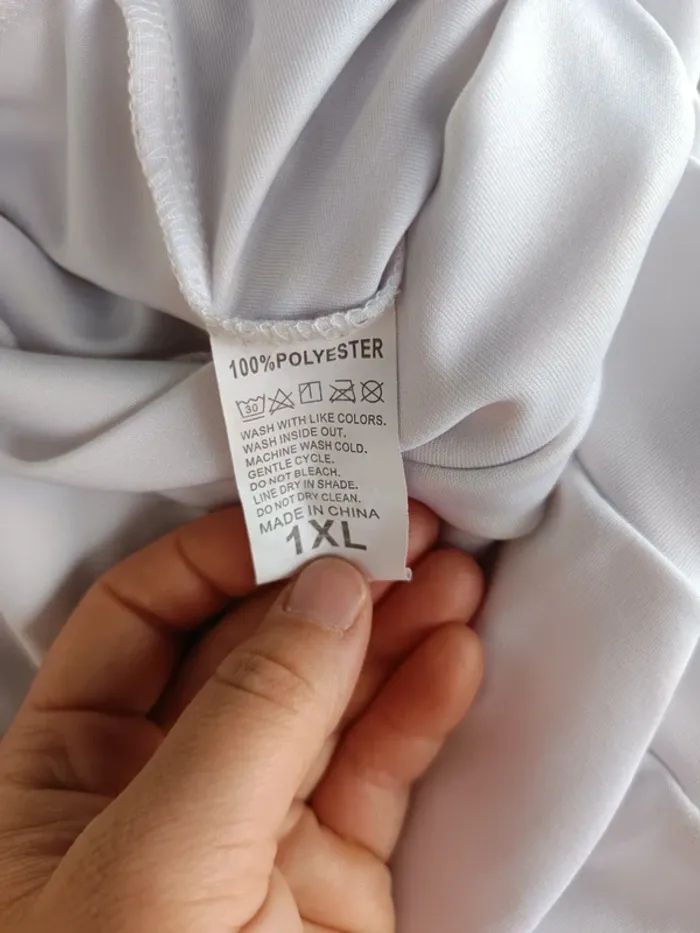 100%POLYESTER
30
WASH WITH LIKE COLORS.
WASH INSIDE OUT.
MACHINE WASH COLD.
GENTLE CYCLE.
DO NOT BLEACH.
LINE DRY IN SHADE.
DO NOT DRY CLEAN.
MADE IN CHINA
1XL